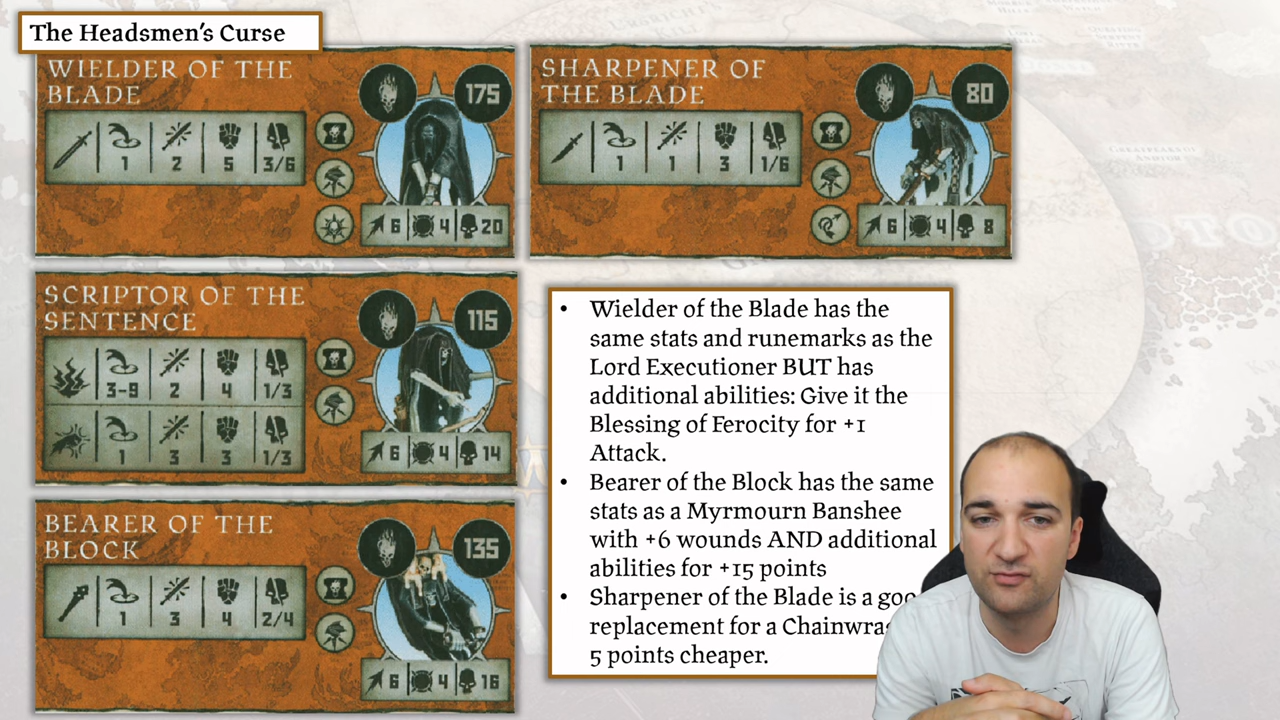 The Headsmen's Curse
WIELDER OF THE
BLADE
175
1 2 5 3/6
6 4 20
SHARPENER OF
THE BLADE
80
1 1 3 1/6
6 4 8
SCRIPTOR OF THE
SENTENCE
115
3-9 2 4 1/3
1 3 3 1/3
6 4 14
BEARER OF THE
BLOCK
135
1 3 4 2/4
6 4 16
• Wielder of the Blade has the
same stats and runemarks as the
Lord Executioner BUT has
additional abilities: Give it the
Blessing of Ferocity for +1
Attack.
• Bearer of the Block has the same
stats as a Myrmourn Banshee
with +6 wounds AND additional
abilities for +15 points
• Sharpener of the Blade is a goo
replacement for a Chainwra
5 points cheaper.